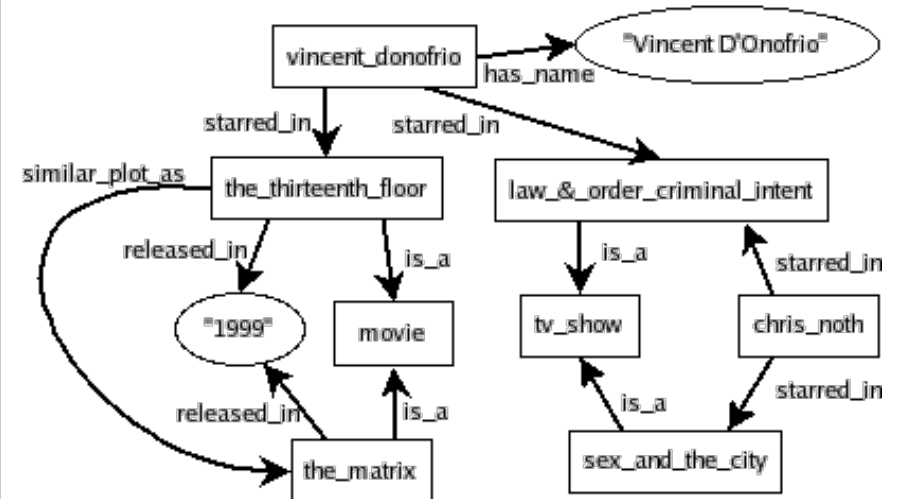 vincent_donofrio
"Vincent D'Onofrio"
has_name
starred_in
starred_in
similar_plot_as
the_thirteenth_floor
law_&_order_criminal_intent
released_in
is_a
is_a
starred_in
"1999"
movie
tv_show
chris_noth
released_in
is_a
is_a
starred_in
the_matrix
sex_and_the_city